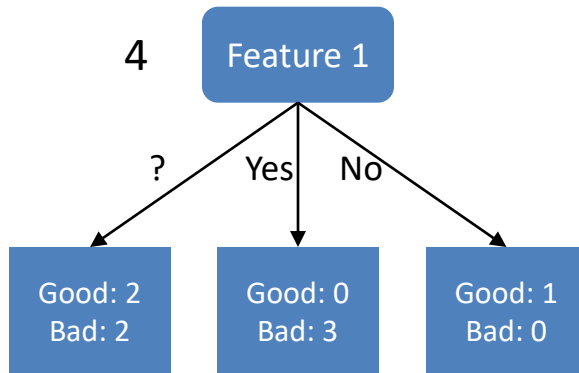 4
Feature 1
?
Yes
No
Good: 2
Bad: 2
Good: 0
Bad: 3
Good: 1
Bad: 0